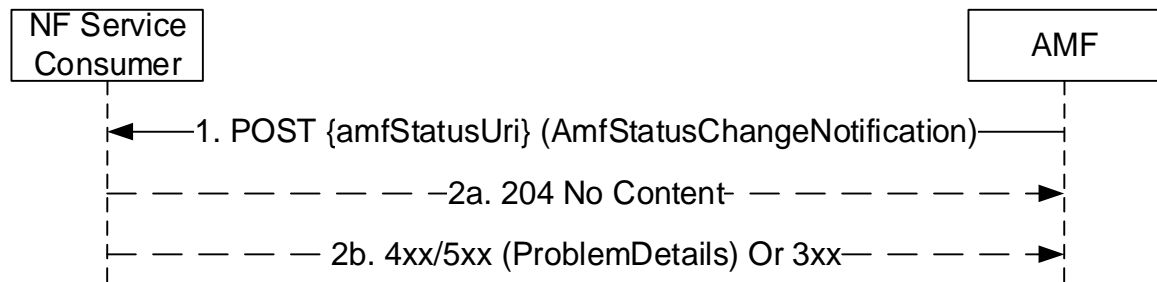 NF Service
Consumer
AMF
1. POST {amfStatusUri} (AmfStatusChangeNotification)
2a. 204 No Content
2b. 4xx/5xx (ProblemDetails) Or 3xx